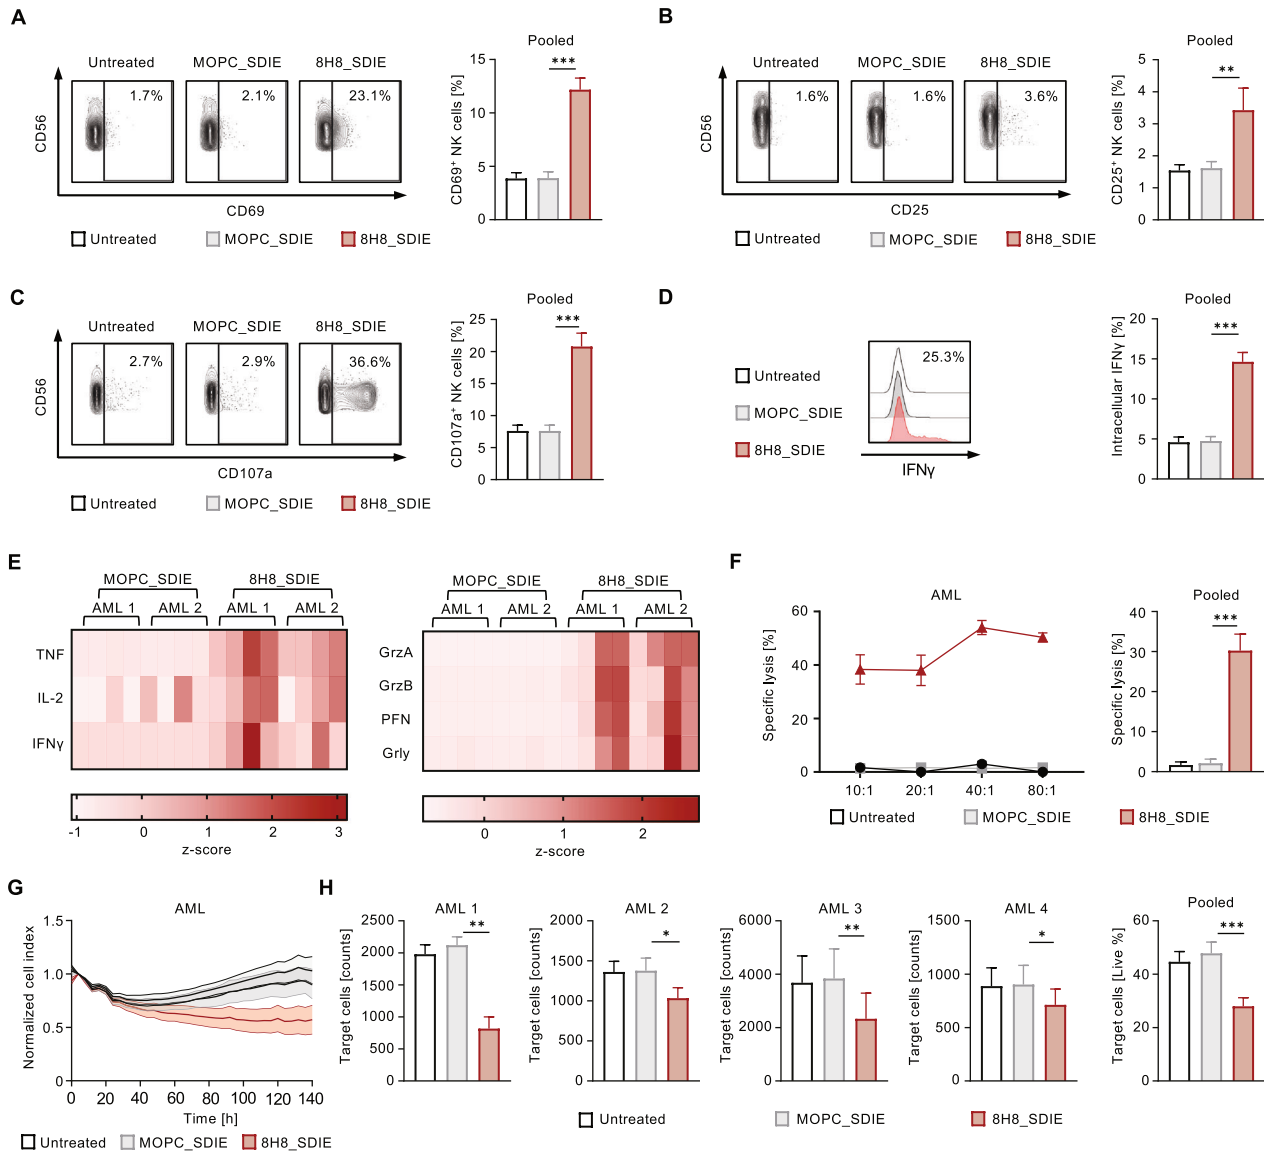 A
Untreated MOPC_SDIE 8H8_SDIE
1.7% 2.1% 23.1%
CD56
CD69
Pooled
***
CD69+ NK cells [%]
15
10
5
0
Untreated MOPC_SDIE 8H8_SDIE
B
Untreated MOPC_SDIE 8H8_SDIE
1.6% 1.6% 3.6%
CD56
CD25
Pooled
**
CD25+ NK cells [%]
5
4
3
2
1
0
Untreated MOPC_SDIE 8H8_SDIE
C
Untreated MOPC_SDIE 8H8_SDIE
2.7% 2.9% 36.6%
CD56
CD107a
Pooled
***
CD107a+ NK cells [%]
25
20
15
10
5
0
Untreated MOPC_SDIE 8H8_SDIE
D
Untreated
MOPC_SDIE
8H8_SDIE
25.3%
IFNγ
Pooled
***
Intracellular IFNγ [%]
20
15
10
5
0
E
MOPC_SDIE 8H8_SDIE
AML 1 AML 2 AML 1 AML 2
TNF
IL-2
IFNγ
-1 0 1 2 3
z-score
MOPC_SDIE 8H8_SDIE
AML 1 AML 2 AML 1 AML 2
GrzA
GrzB
PFN
Grly
0 1 2
z-score
F
AML
Specific lysis [%]
60
40
20
0
10:1 20:1 40:1 80:1
Pooled
***
Specific lysis [%]
40
30
20
10
0
Untreated MOPC_SDIE 8H8_SDIE
G
AML
Normalized cell index
1.5
1.0
0.5
0
0 20 40 60 80 100 120 140
Time [h]
Untreated MOPC_SDIE 8H8_SDIE
H
AML 1
**
Target cells [counts]
2500
2000
1500
1000
500
0
AML 2
*
Target cells [counts]
2000
1500
1000
500
0
AML 3
**
Target cells [counts]
6000
4000
2000
0
AML 4
*
Target cells [counts]
1500
1000
500
0
Pooled
***
Target cells [Live %]
60
40
20
0
Untreated MOPC_SDIE 8H8_SDIE